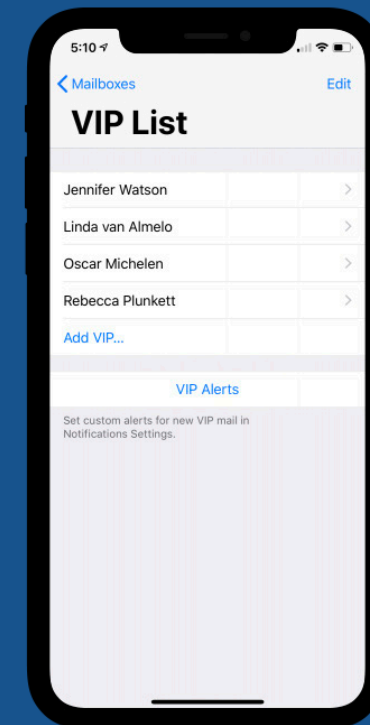 5:10
Mailboxes
Edit
VIP List
Jennifer Watson
Linda van Almelo
Oscar Michelen
Rebecca Plunkett
Add VIP...
VIP Alerts
Set custom alerts for new VIP mail in
Notifications Settings.